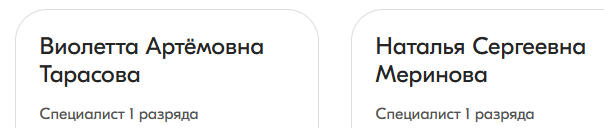 Виолетта Артёмовна
Тарасова
Специалист 1 разряда
Наталья Сергеевна
Меринова
Специалист 1 разряда